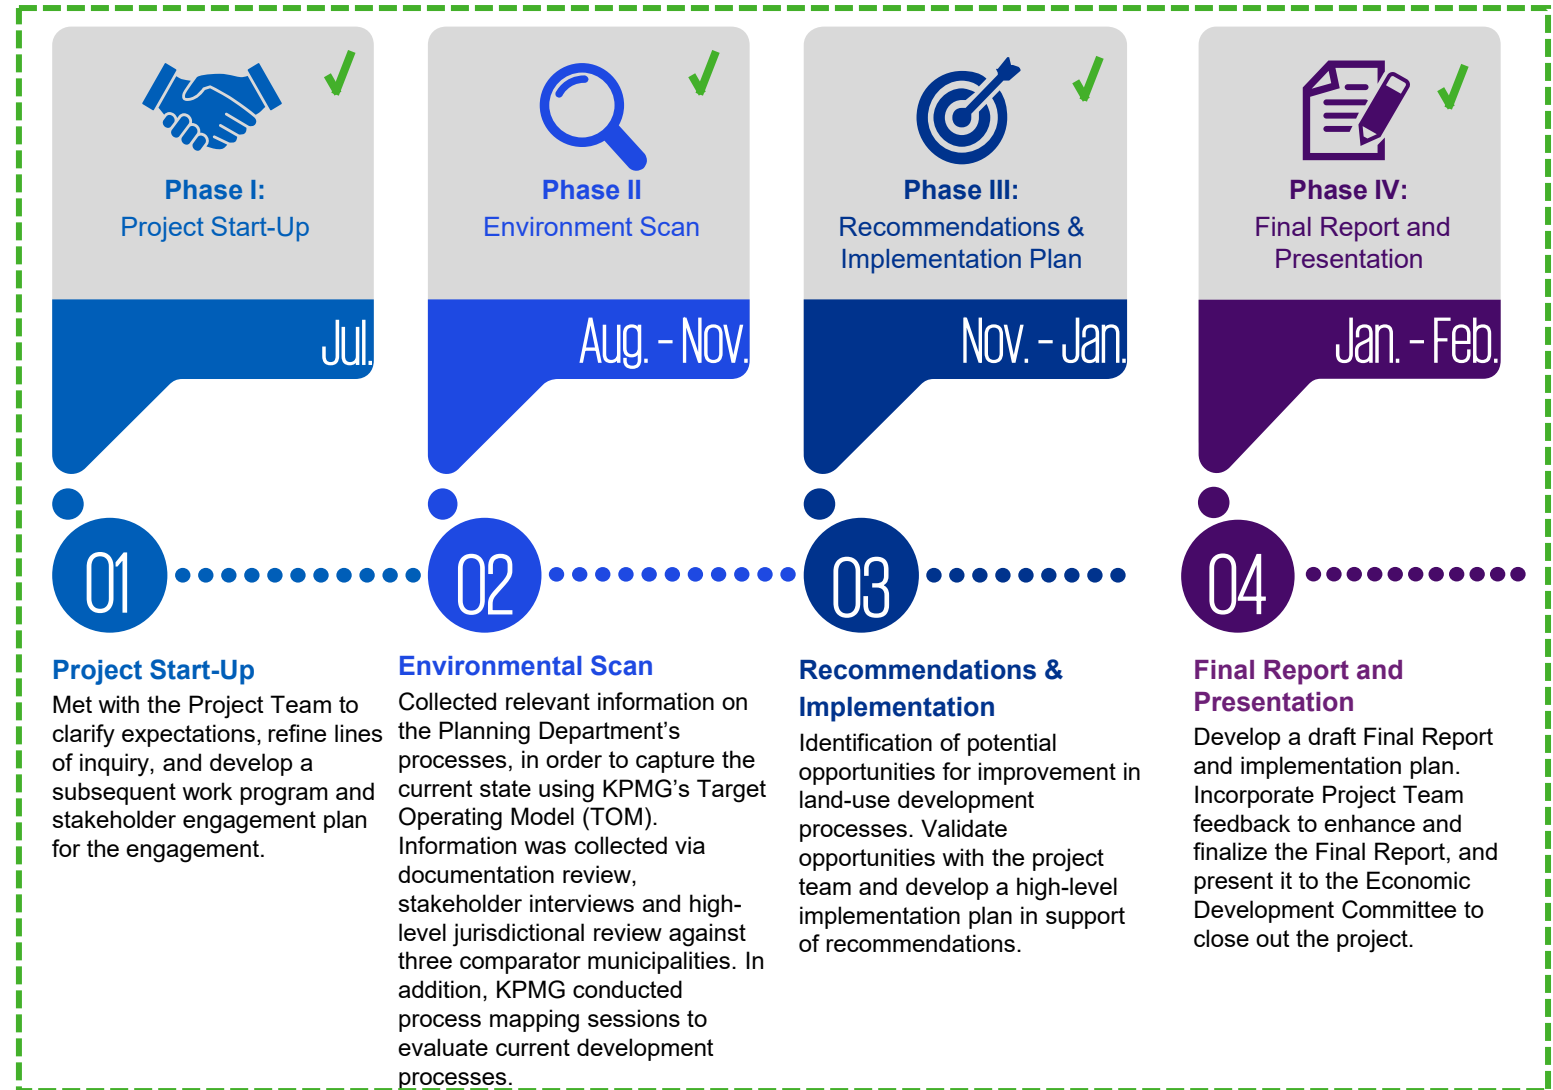 Phase I:
Project Start-Up
Jul.
01
Project Start-Up
Met with the Project Team to
clarify expectations, refine lines
of inquiry, and develop a
subsequent work program and
stakeholder engagement plan
for the engagement.
Phase II
Environment Scan
Aug. - Nov.
02
Environmental Scan
Collected relevant information on
the Planning Department's
processes, in order to capture the
current state using KPMG's Target
Operating Model (TOM).
Information was collected via
documentation review,
stakeholder interviews and high-
level jurisdictional review against
three comparator municipalities. In
addition, KPMG conducted
process mapping sessions to
evaluate current development
processes.
Phase III:
Recommendations &
Implementation Plan
Nov. - Jan.
03
Recommendations &
Implementation
Identification of potential
opportunities for improvement in
land-use development
processes. Validate
opportunities with the project
team and develop a high-level
implementation plan in support
of recommendations.
Phase IV:
Final Report and
Presentation
Jan. - Feb.
04
Final Report and
Presentation
Develop a draft Final Report
and implementation plan.
Incorporate Project Team
feedback to enhance and
finalize the Final Report, and
present it to the Economic
Development Committee to
close out the project.